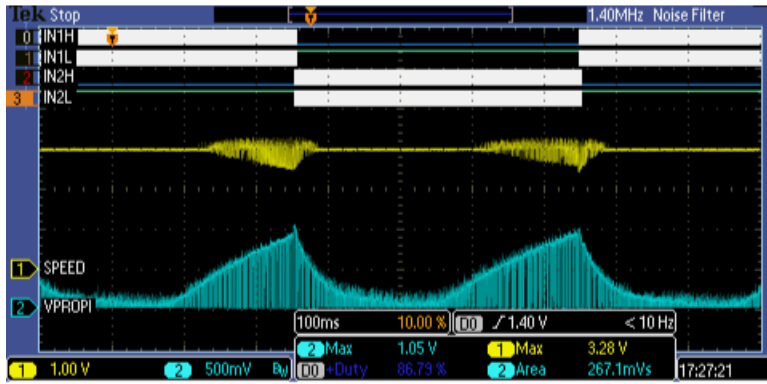 Tek Stop 1.40MHz Noise Filter
0 IN1H
1 IN1L
2 IN2H
3 IN2L
1 SPEED
2 VPROPI
100ms 10.00 % D0 1.40 V < 10 Hz
2 Max 1.05 V 1 Max 3.28 V
1 1.00 V 2 500mV BW D0 +Duty 86.79 % 2 Area 267.1mVs 17:27:21